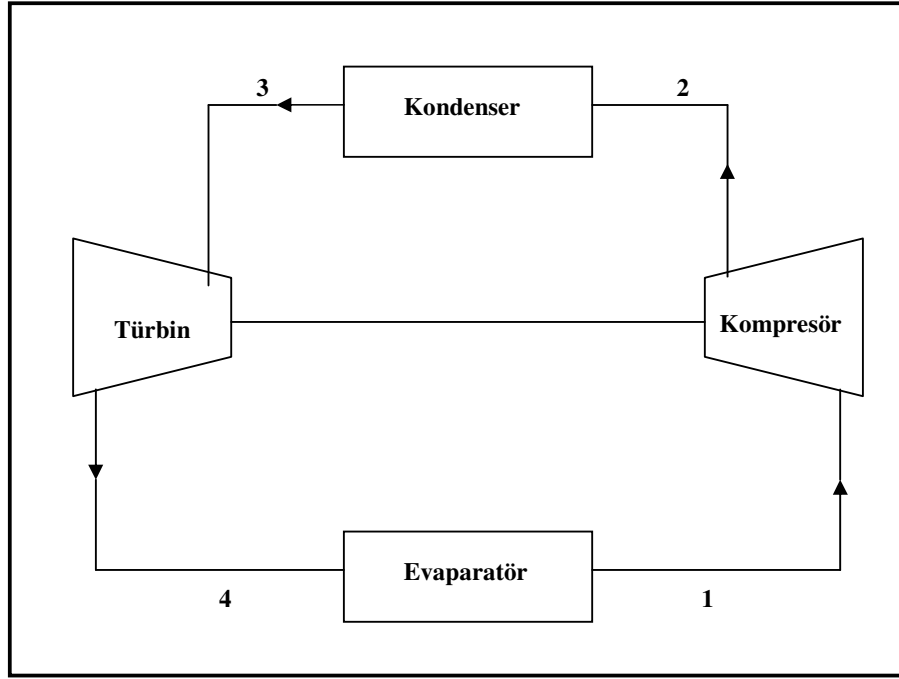 3
2
Kondenser
Türbin
Kompresör
Evaparatör
4
1